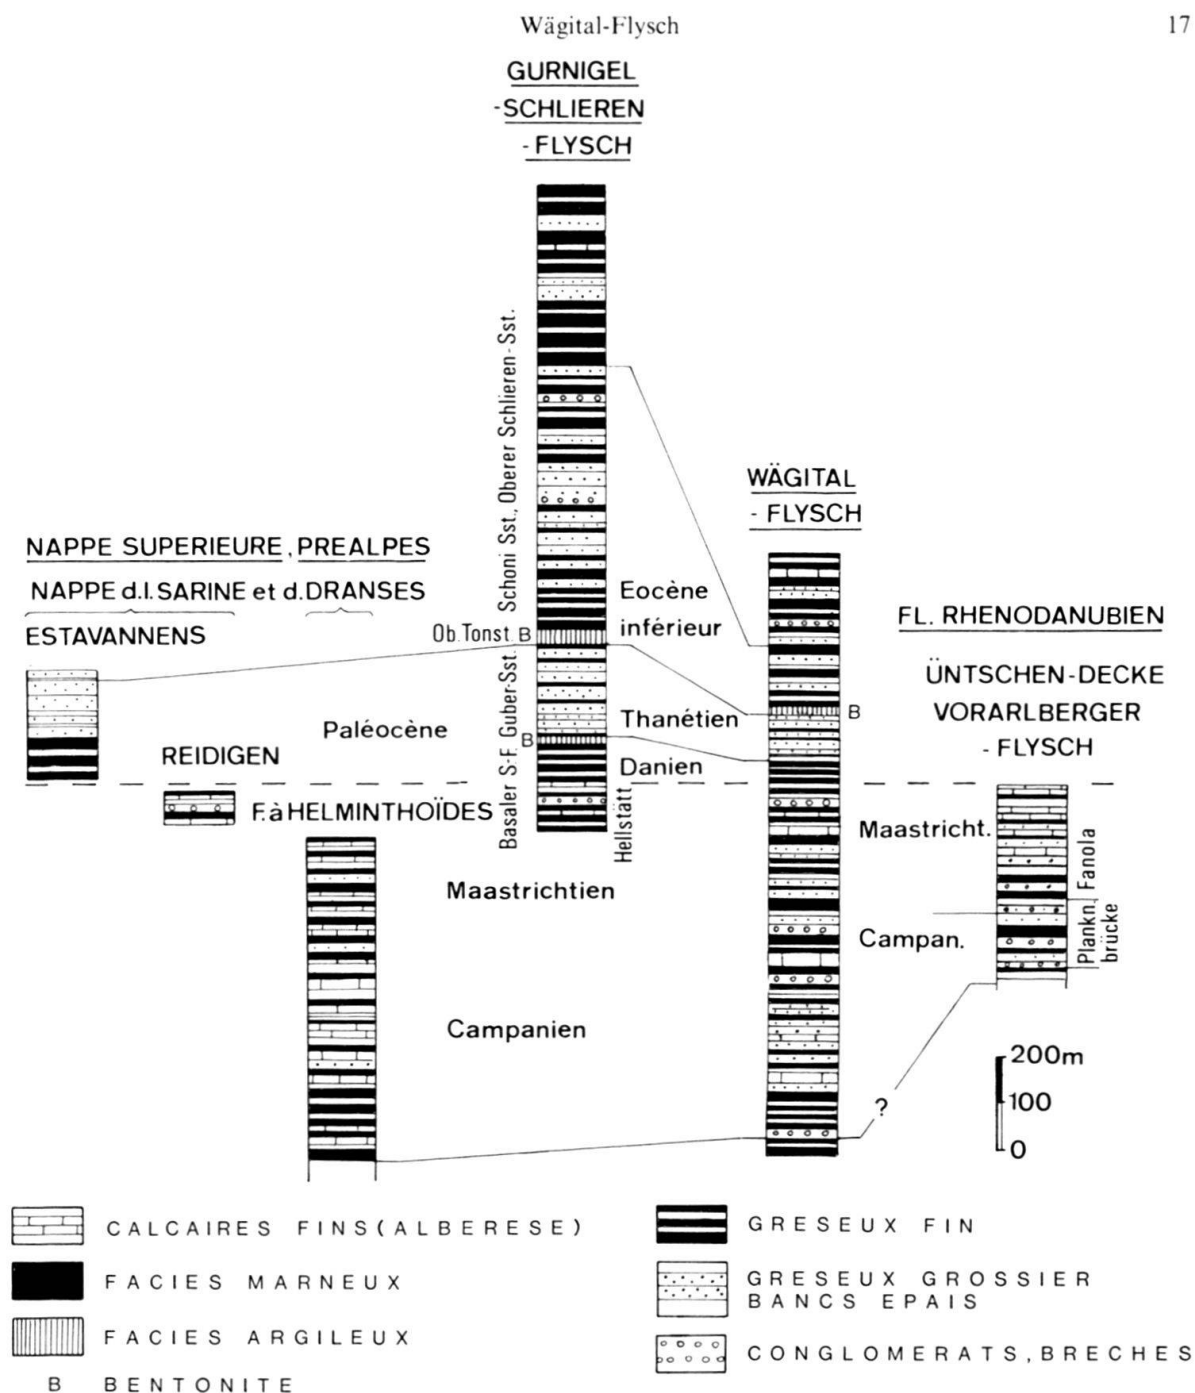 Wägital-Flysch
17
GURNIGEL
-SCHLIEREN
-FLYSCH
Schoni Sst., Oberer Schlieren-Sst.
WÄGITAL
- FLYSCH
NAPPE SUPERIEURE, PREALPES
NAPPE d.l. SARINE et d. DRANSES
ESTAVANNENS
Ob. Tonst. B
Eocène
inférieur
FL. RHENODANUBIEN
ÜNTSCHEN-DECKE
VORARLBERGER
- FLYSCH
Basaler S.-F. Guber-Sst.
Paléocène
Thanétien
B
REIDIGEN
B
Danien
F. à HELMINTHOÏDES
Hellstätt
Maastricht.
Fanola
Maastrichtien
Campan.
Plankn.
brücke
Campanien
200m
100
0
?
CALCAIRES FINS (ALBERESE)
FACIES MARNEUX
FACIES ARGILEUX
B BENTONITE
GRESEUX FIN
GRESEUX GROSSIER
BANCS EPAIS
CONGLOMERATS, BRECHES